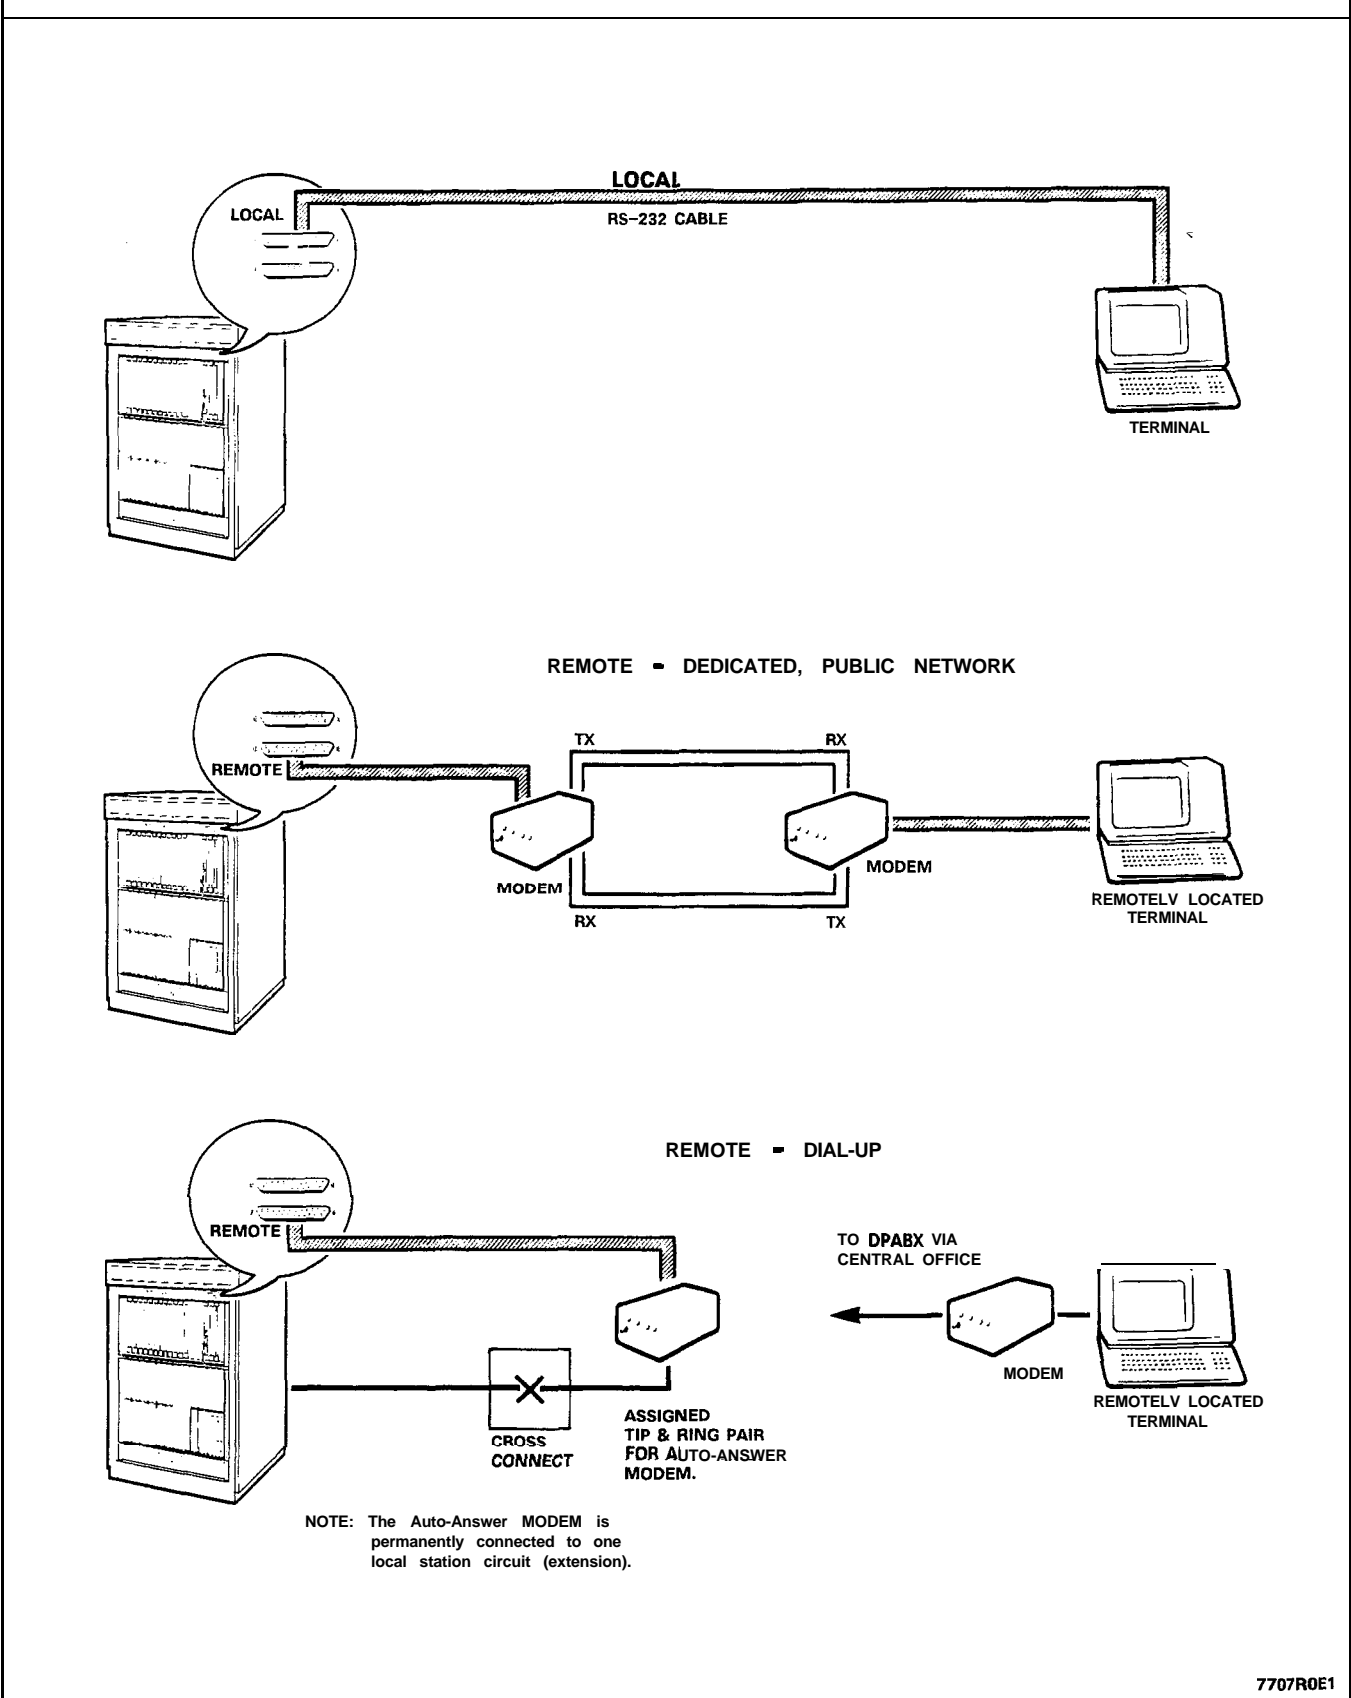 LOCAL
LOCAL
RS-232 CABLE
TERMINAL
REMOTE - DEDICATED, PUBLIC NETWORK
TX
RX
REMOTE
MODEM
MODEM
RX
TX
REMOTELV LOCATED
TERMINAL
REMOTE - DIAL-UP
REMOTE
TO DPABX VIA
CENTRAL OFFICE
MODEM
REMOTELV LOCATED
TERMINAL
CROSS
CONNECT
ASSIGNED
TIP & RING PAIR
FOR AUTO-ANSWER
MODEM.
NOTE: The Auto-Answer MODEM is
permanently connected to one
local station circuit (extension).
7707R0E1